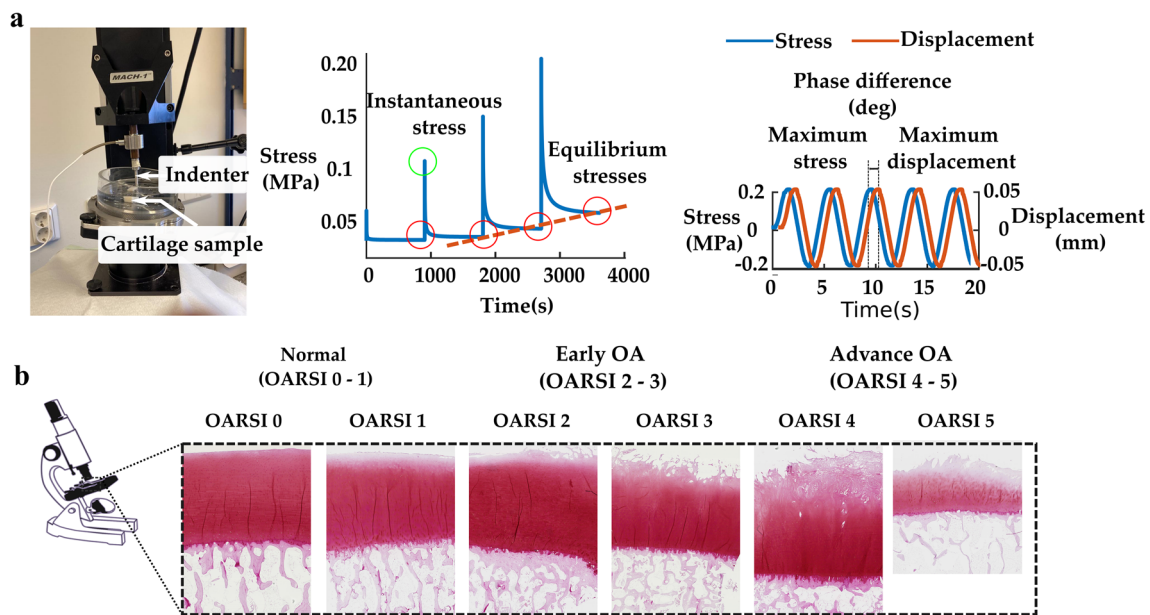 a
MACH-1
Indenter
Cartilage sample
0.20
0.15
0.1
0.05
Stress
(MPa)
Instantaneous
stress
Equilibrium
stresses
0 1000 2000 3000 4000
Time(s)
Stress Displacement
Phase difference
(deg)
Maximum
stress
Maximum
displacement
0.2
0
-0.2
Stress
(MPa)
0.05
0
-0.05
Displacement
(mm)
0 5 10 15 20
Time(s)
b
Normal
(OARSI 0 - 1)
Early OA
(OARSI 2 - 3)
Advance OA
(OARSI 4 - 5)
OARSI 0 OARSI 1 OARSI 2 OARSI 3 OARSI 4 OARSI 5